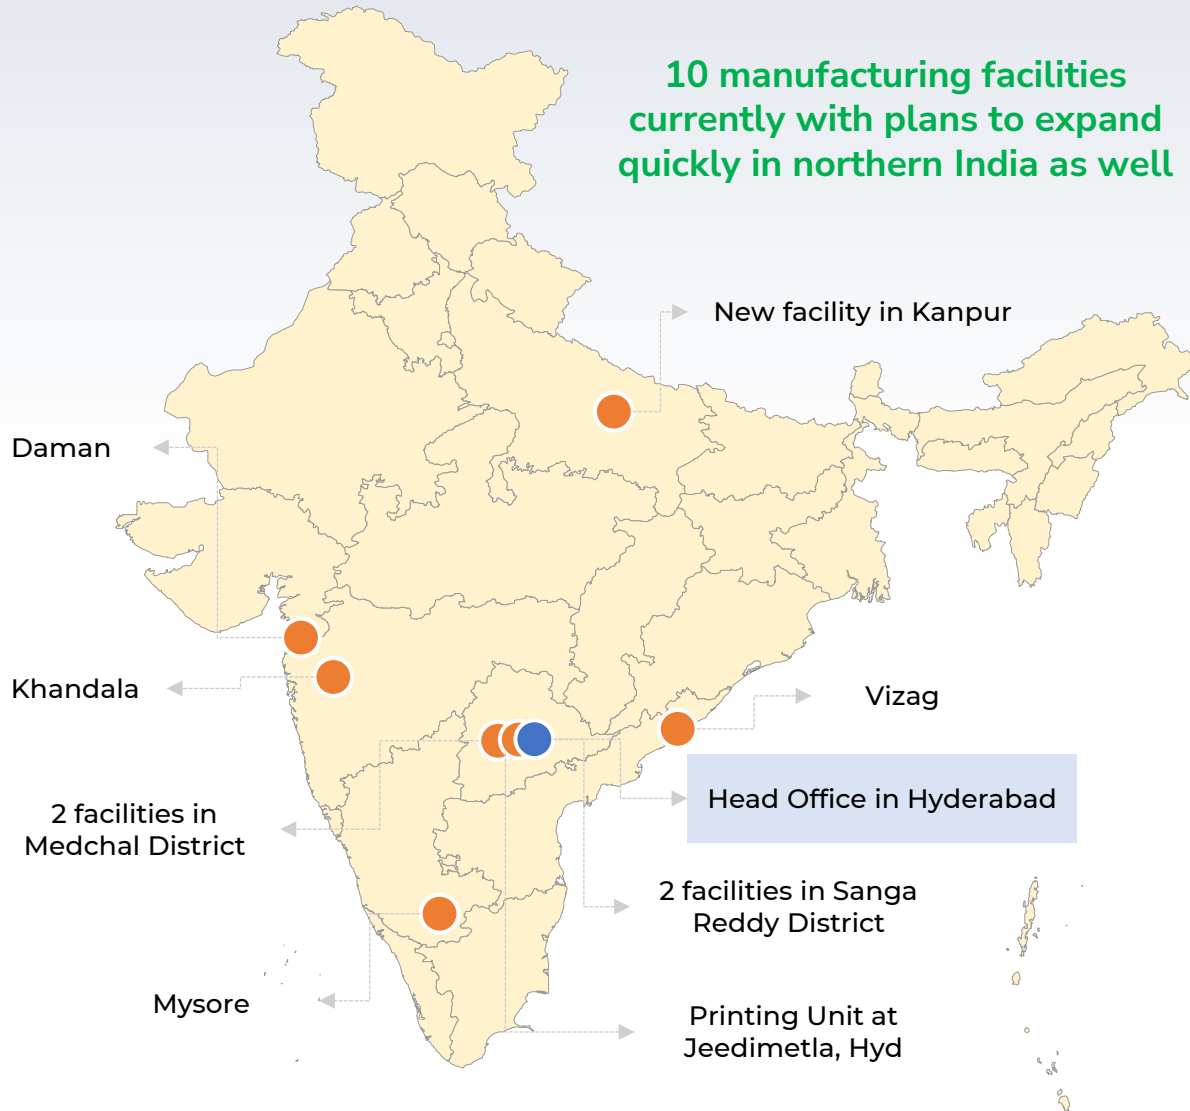 10 manufacturing facilities
currently with plans to expand
quickly in northern India as well
New facility in Kanpur
Daman
Khandala
Vizag
Head Office in Hyderabad
2 facilities in
Medchal District
2 facilities in Sanga
Reddy District
Mysore
Printing Unit at
Jeedimetla, Hyd